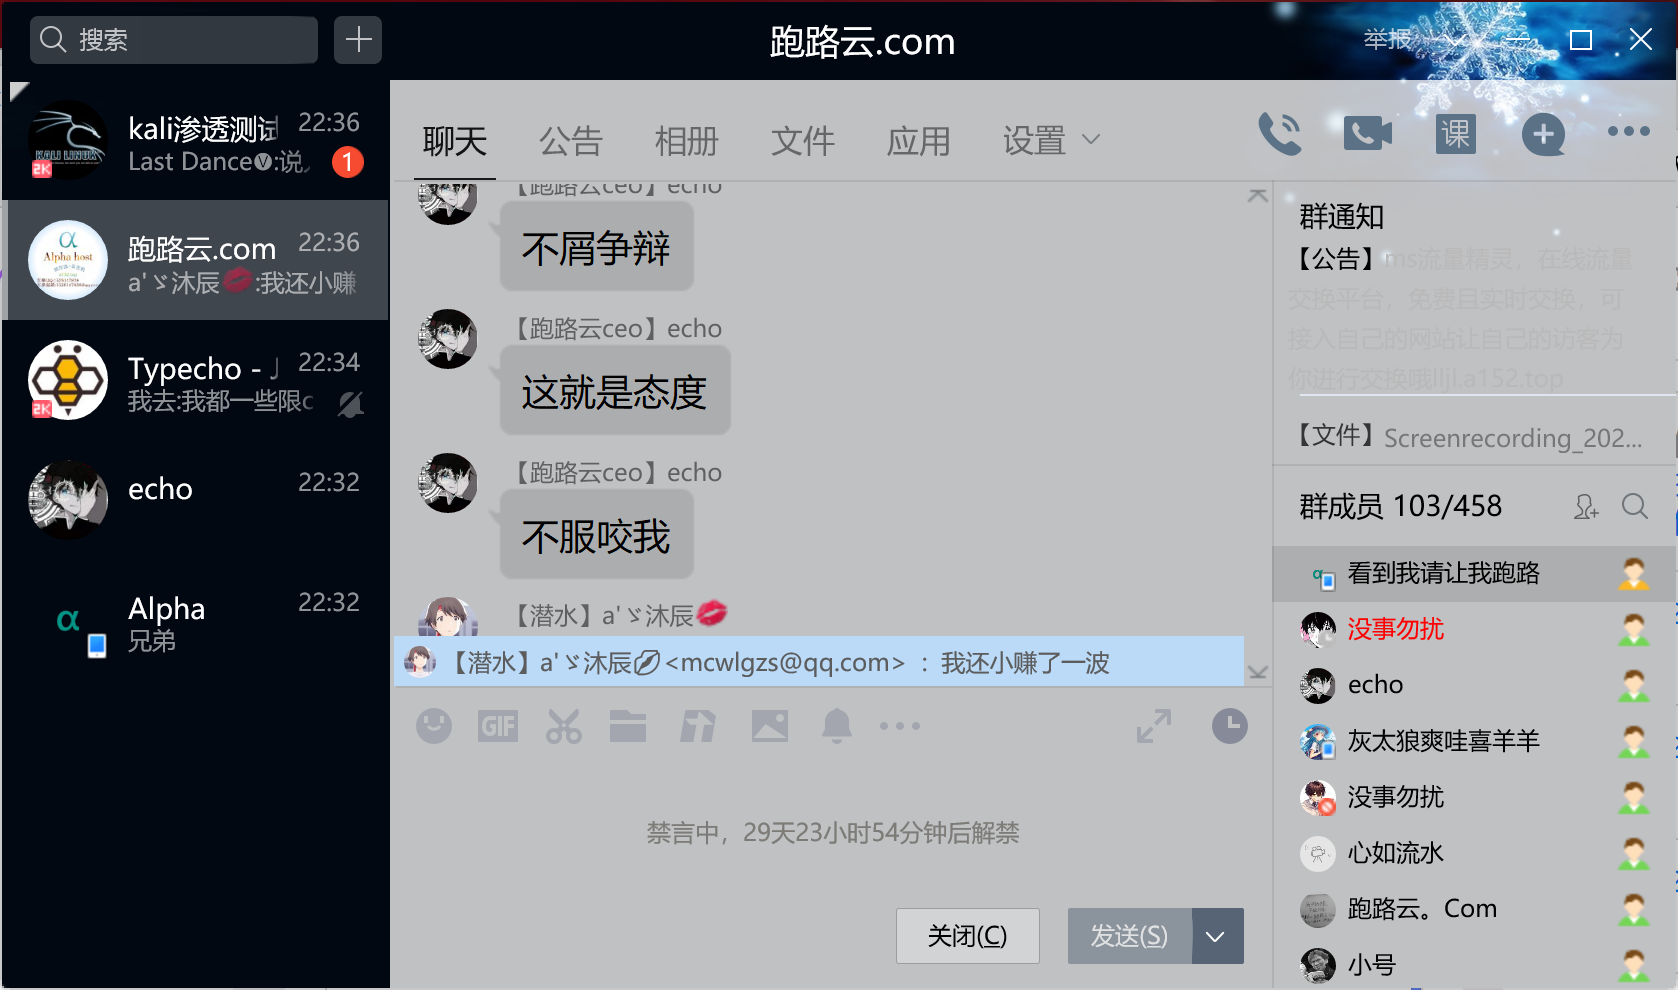 搜索
跑路云.com
举报
kali渗透测试
22:36
Last Dance
:说
1
2K
KALI LINUX
α
Alpha host
跑路云.com
22:36
a'ゞ沐辰💋:我还小赚
Typecho -
22:34
我去:我都一些限c
2K
echo
22:32
α
Alpha
22:32
兄弟
聊天
公告
相册
文件
应用
设置
课
【跑路云ceo】echo
不屑争辩
【跑路云ceo】echo
这就是态度
【跑路云ceo】echo
不服咬我
【潜水】a'ゞ沐辰💋
【潜水】a'ゞ沐辰<mcwlgzs@qq.com> ：我还小赚了一波
GIF
禁言中，29天23小时54分钟后解禁
关闭(C)
发送(S)
群通知
【公告】ms流量精灵，在线流量
交换平台，免费且实时交换，可
接入自己的网站让自己的访客为
你进行交换哦lljl.a152.top
【文件】Screenrecording_202...
群成员 103/458
看到我请让我跑路
没事勿扰
echo
灰太狼爽哇喜羊羊
没事勿扰
心如流水
跑路云。Com
小号